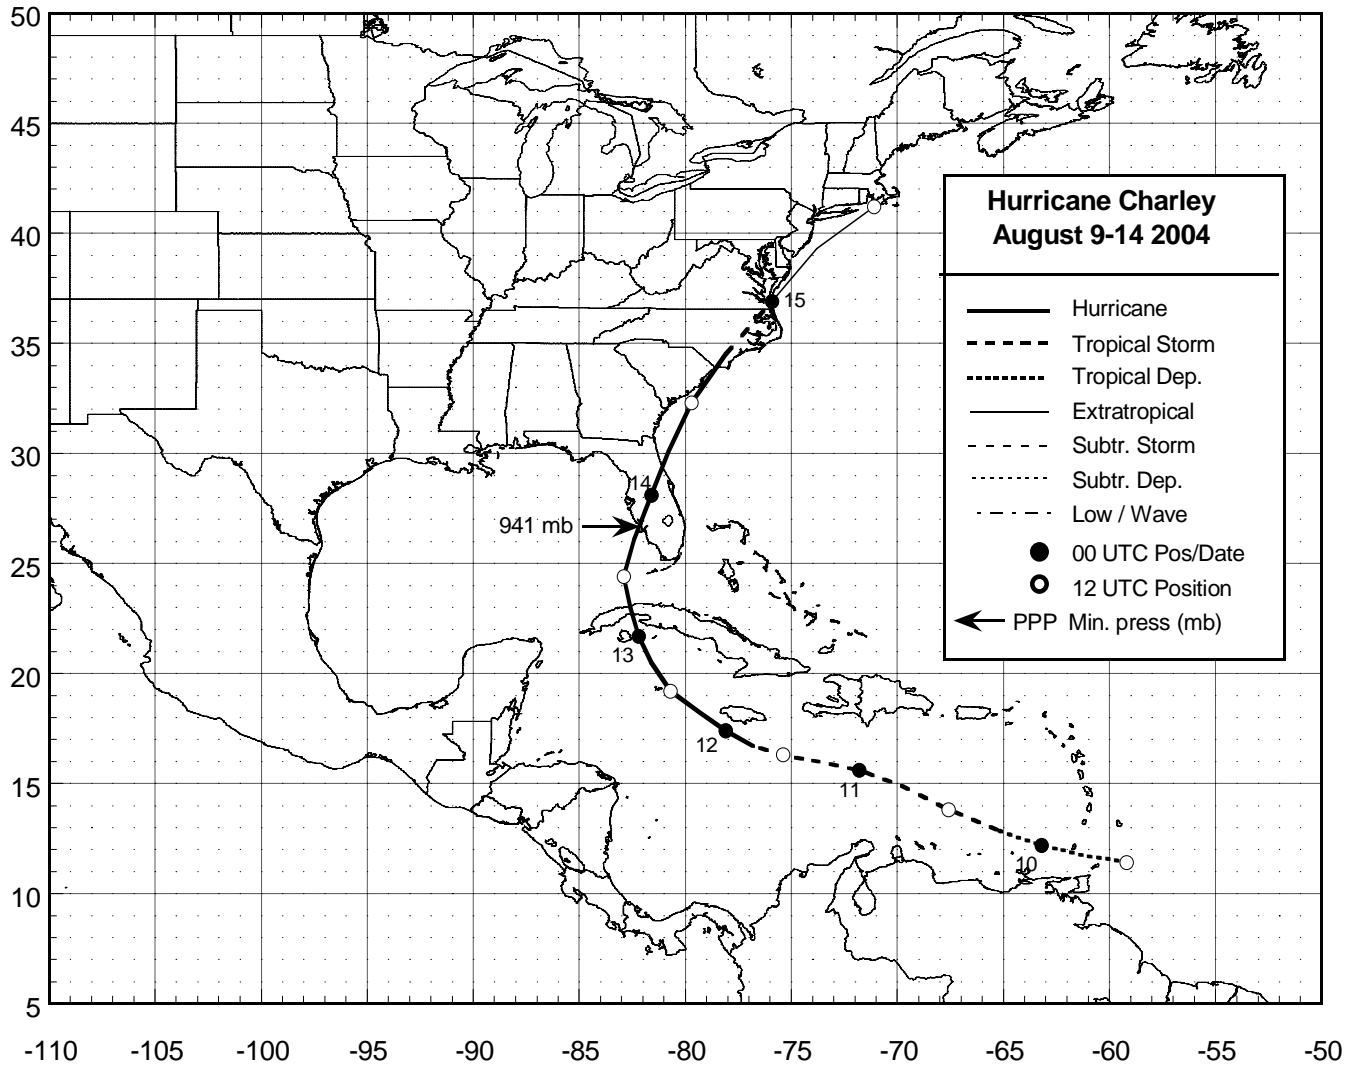 50
45
40
35
30
25
20
15
10
5
-110 -105 -100 -95 -90 -85 -80 -75 -70 -65 -60 -55 -50
Hurricane Charley
August 9-14 2004
Hurricane
Tropical Storm
Tropical Dep.
Extratropical
Subtr. Storm
Subtr. Dep.
Low / Wave
00 UTC Pos/Date
12 UTC Position
PPP Min. press (mb)
15
14
941 mb
13
12
11
10